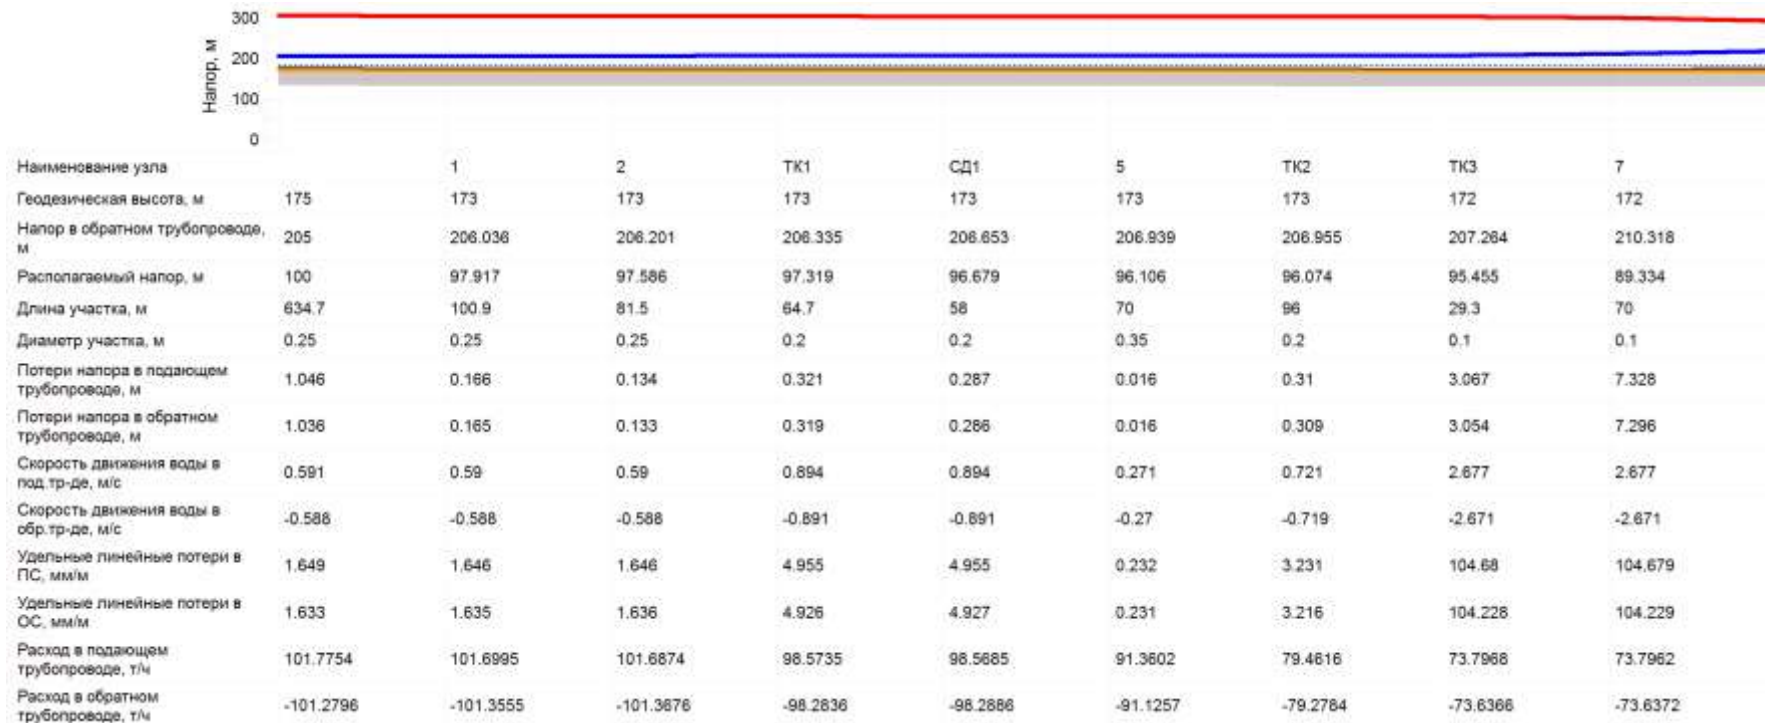 300
200
100
0
Напор, м
Наименование узла 1 2 ТК1 СД1 5 ТК2 ТК3 7
Геодезическая высота, м 175 173 173 173 173 173 173 172 172
Напор в обратном трубопроводе,
м 205 206.036 206.201 206.335 206.653 206.939 206.955 207.264 210.318
Располагаемый напор, м 100 97.917 97.586 97.319 96.679 96.106 96.074 95.455 89.334
Длина участка, м 634.7 100.9 81.5 64.7 58 70 96 29.3 70
Диаметр участка, м 0.25 0.25 0.25 0.2 0.2 0.35 0.2 0.1 0.1
Потери напора в подающем
трубопроводе, м 1.046 0.166 0.134 0.321 0.287 0.016 0.31 3.067 7.328
Потери напора в обратном
трубопроводе, м 1.036 0.165 0.133 0.319 0.286 0.016 0.309 3.054 7.296
Скорость движения воды в
под.тр-де, м/с 0.591 0.59 0.59 0.894 0.894 0.271 0.721 2.677 2.677
Скорость движения воды в
обр.тр-де, м/с -0.588 -0.588 -0.588 -0.891 -0.891 -0.27 -0.719 -2.671 -2.671
Удельные линейные потери в
ПС, мм/м 1.649 1.646 1.646 4.955 4.955 0.232 3.231 104.68 104.679
Удельные линейные потери в
ОС, мм/м 1.633 1.635 1.636 4.926 4.927 0.231 3.216 104.228 104.229
Расход в подающем
трубопроводе, т/ч 101.7754 101.6995 101.6874 98.5735 98.5685 91.3602 79.4616 73.7968 73.7962
Расход в обратном
трубопроводе, т/ч -101.2796 -101.3555 -101.3676 -98.2836 -98.2886 -91.1257 -79.2784 -73.6366 -73.6372